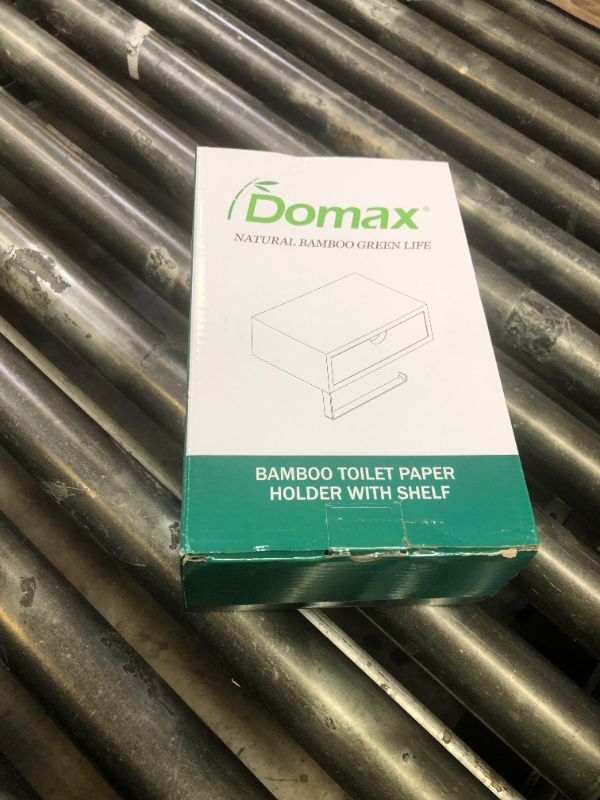 Domax®
NATURAL BAMBOO GREEN LIFE
BAMBOO TOILET PAPER
HOLDER WITH SHELF